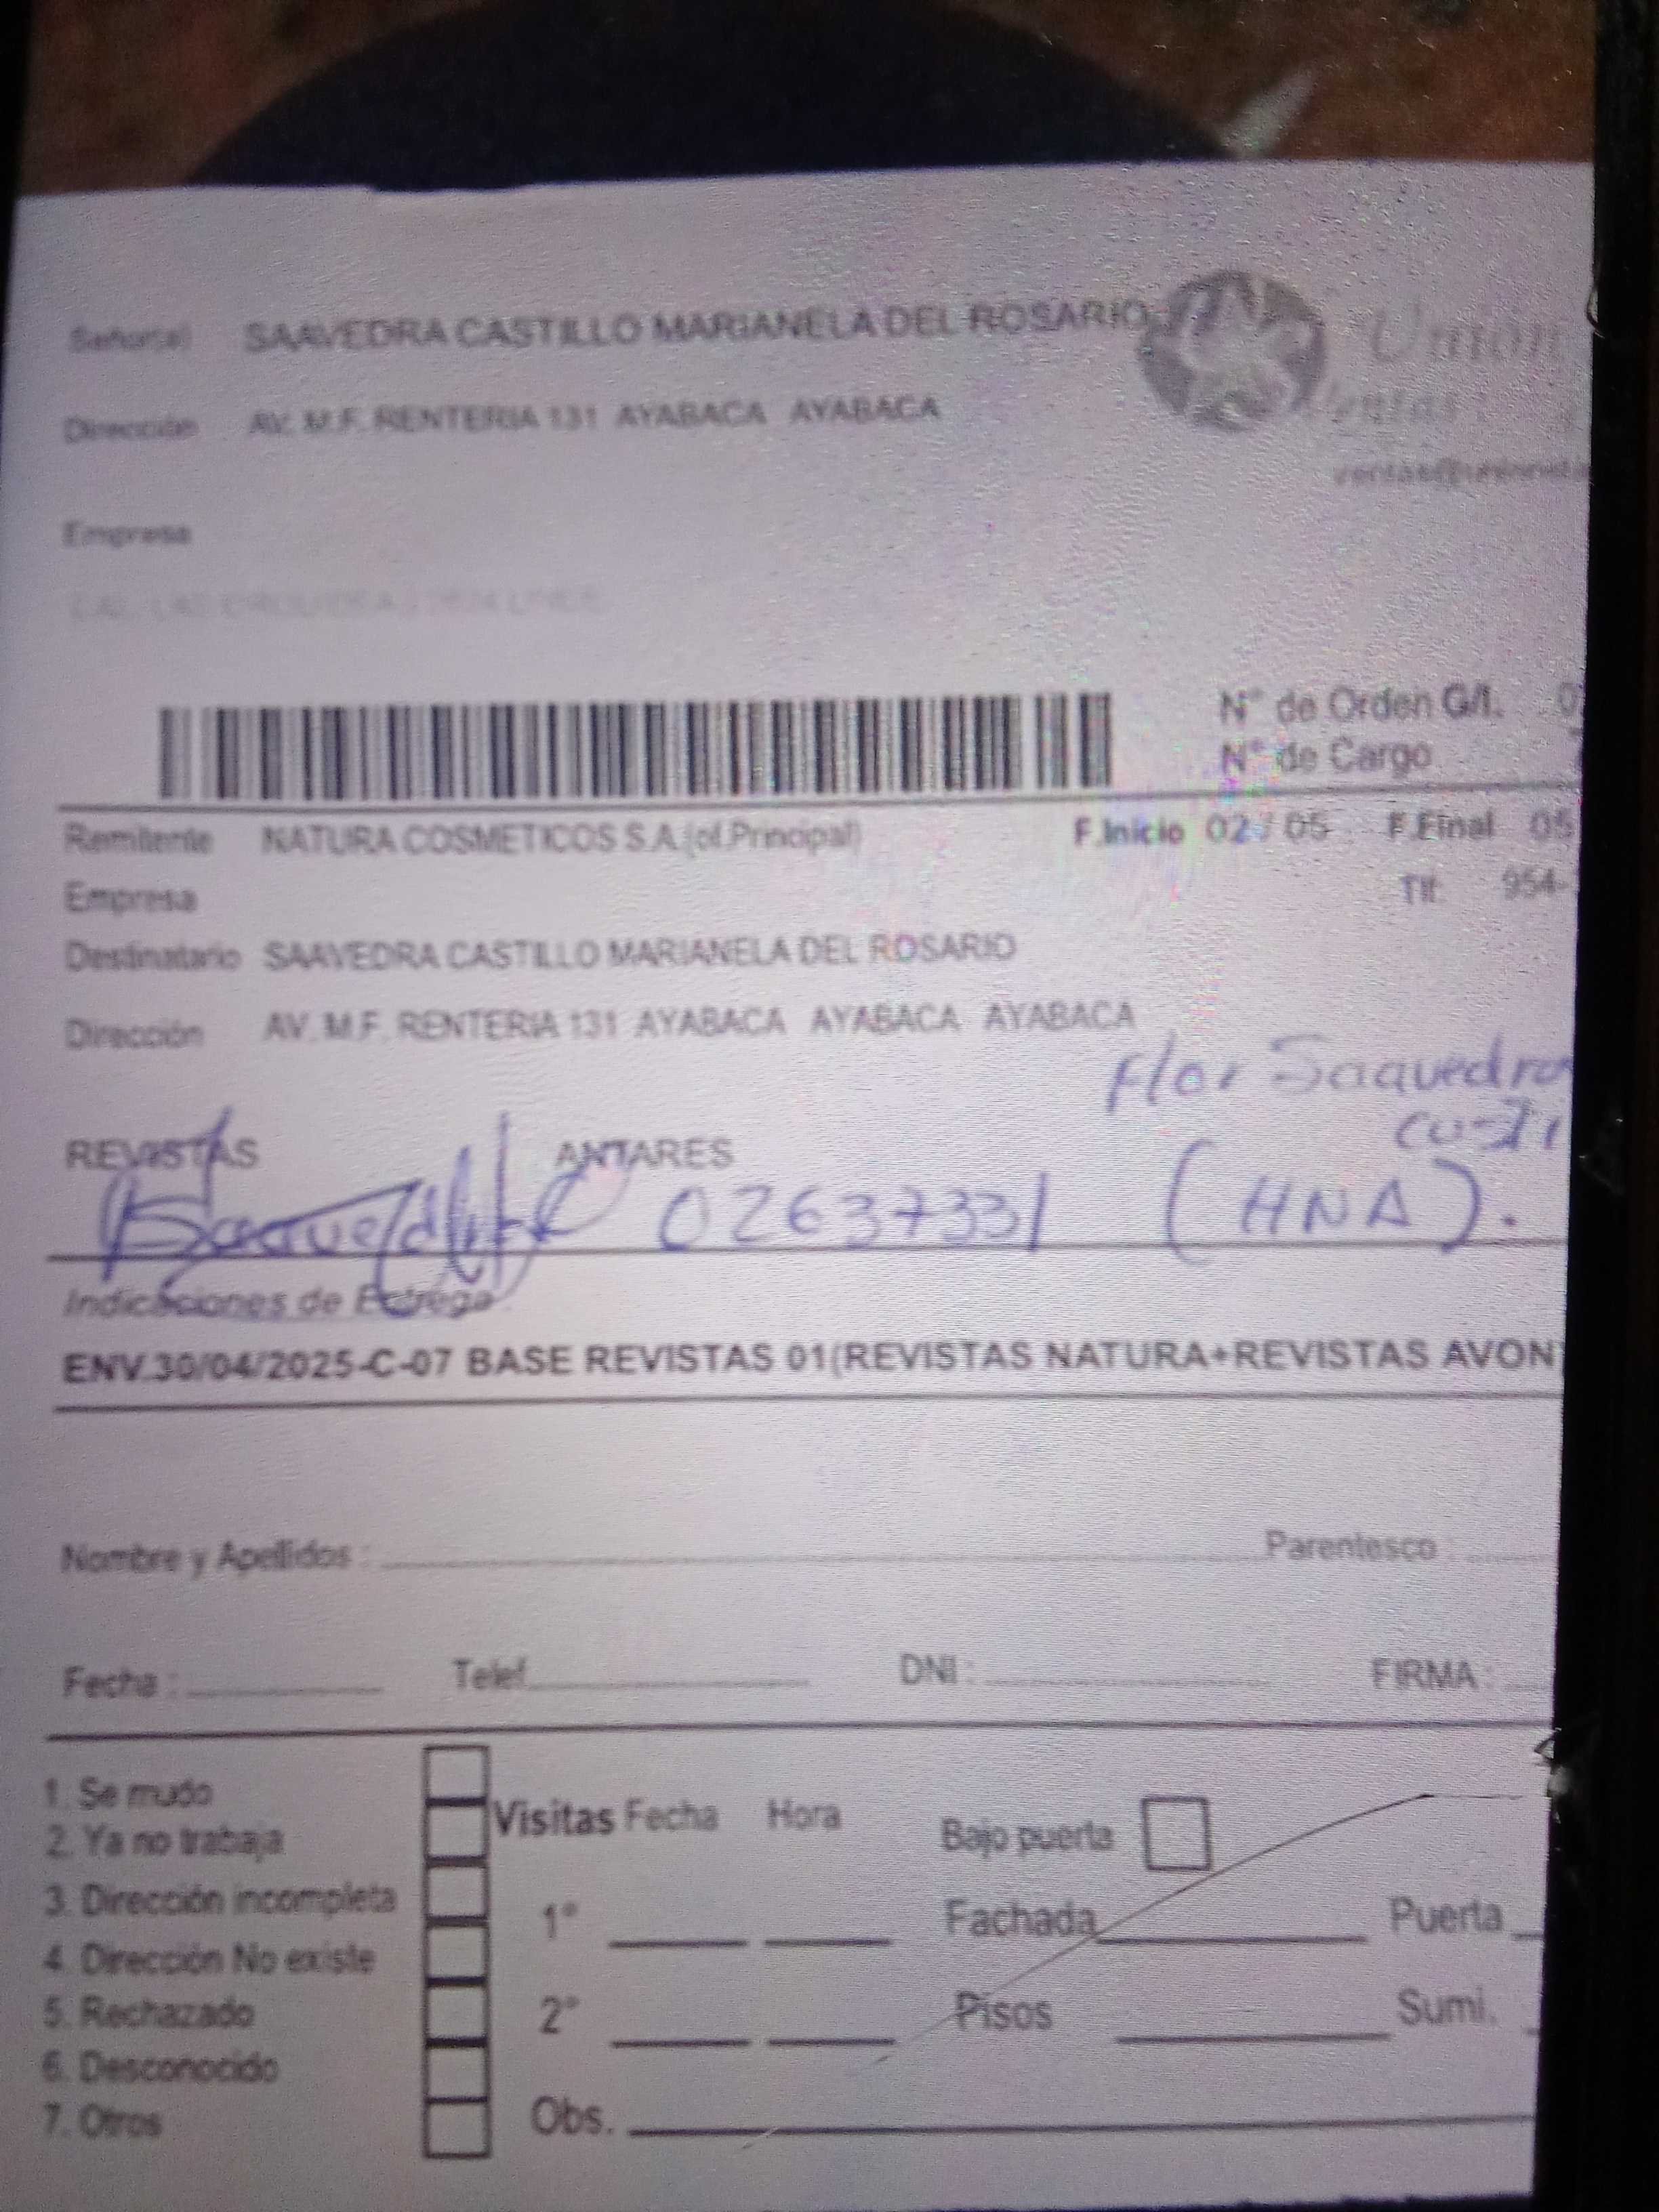 Señor(a) SAAVEDRA CASTILLO MARIANELA DEL ROSARIO
Unión
Ventas
Dirección AV. M.F. RENTERIA 131 AYABACA AYABACA
Empresa
N° de Orden G/I. 0
N° de Cargo
Remitente NATURA COSMETICOS S.A.(of.Principal) F.Inicio 02 / 05 F.Final 05
Empresa Tlf: 954-
Destinatario SAAVEDRA CASTILLO MARIANELA DEL ROSARIO
Dirección AV. M.F. RENTERIA 131 AYABACA AYABACA AYABACA
Flor Saavedra
Casti
REVISTAS ANTARES
02637331 (HNA).
Indicaciones de Entrega
ENV.30/04/2025-C-07 BASE REVISTAS 01(REVISTAS NATURA+REVISTAS AVON
Nombre y Apellidos : Parentesco
Fecha : Telef. DNI : FIRMA :
1. Se mudo
2. Ya no trabaja
3. Dirección incompleta
4. Dirección No existe
5. Rechazado
6. Desconocido
7. Otros
Visitas Fecha Hora
1°
2°
Obs.
Bajo puerta
Fachada Puerta
Pisos Sumi.